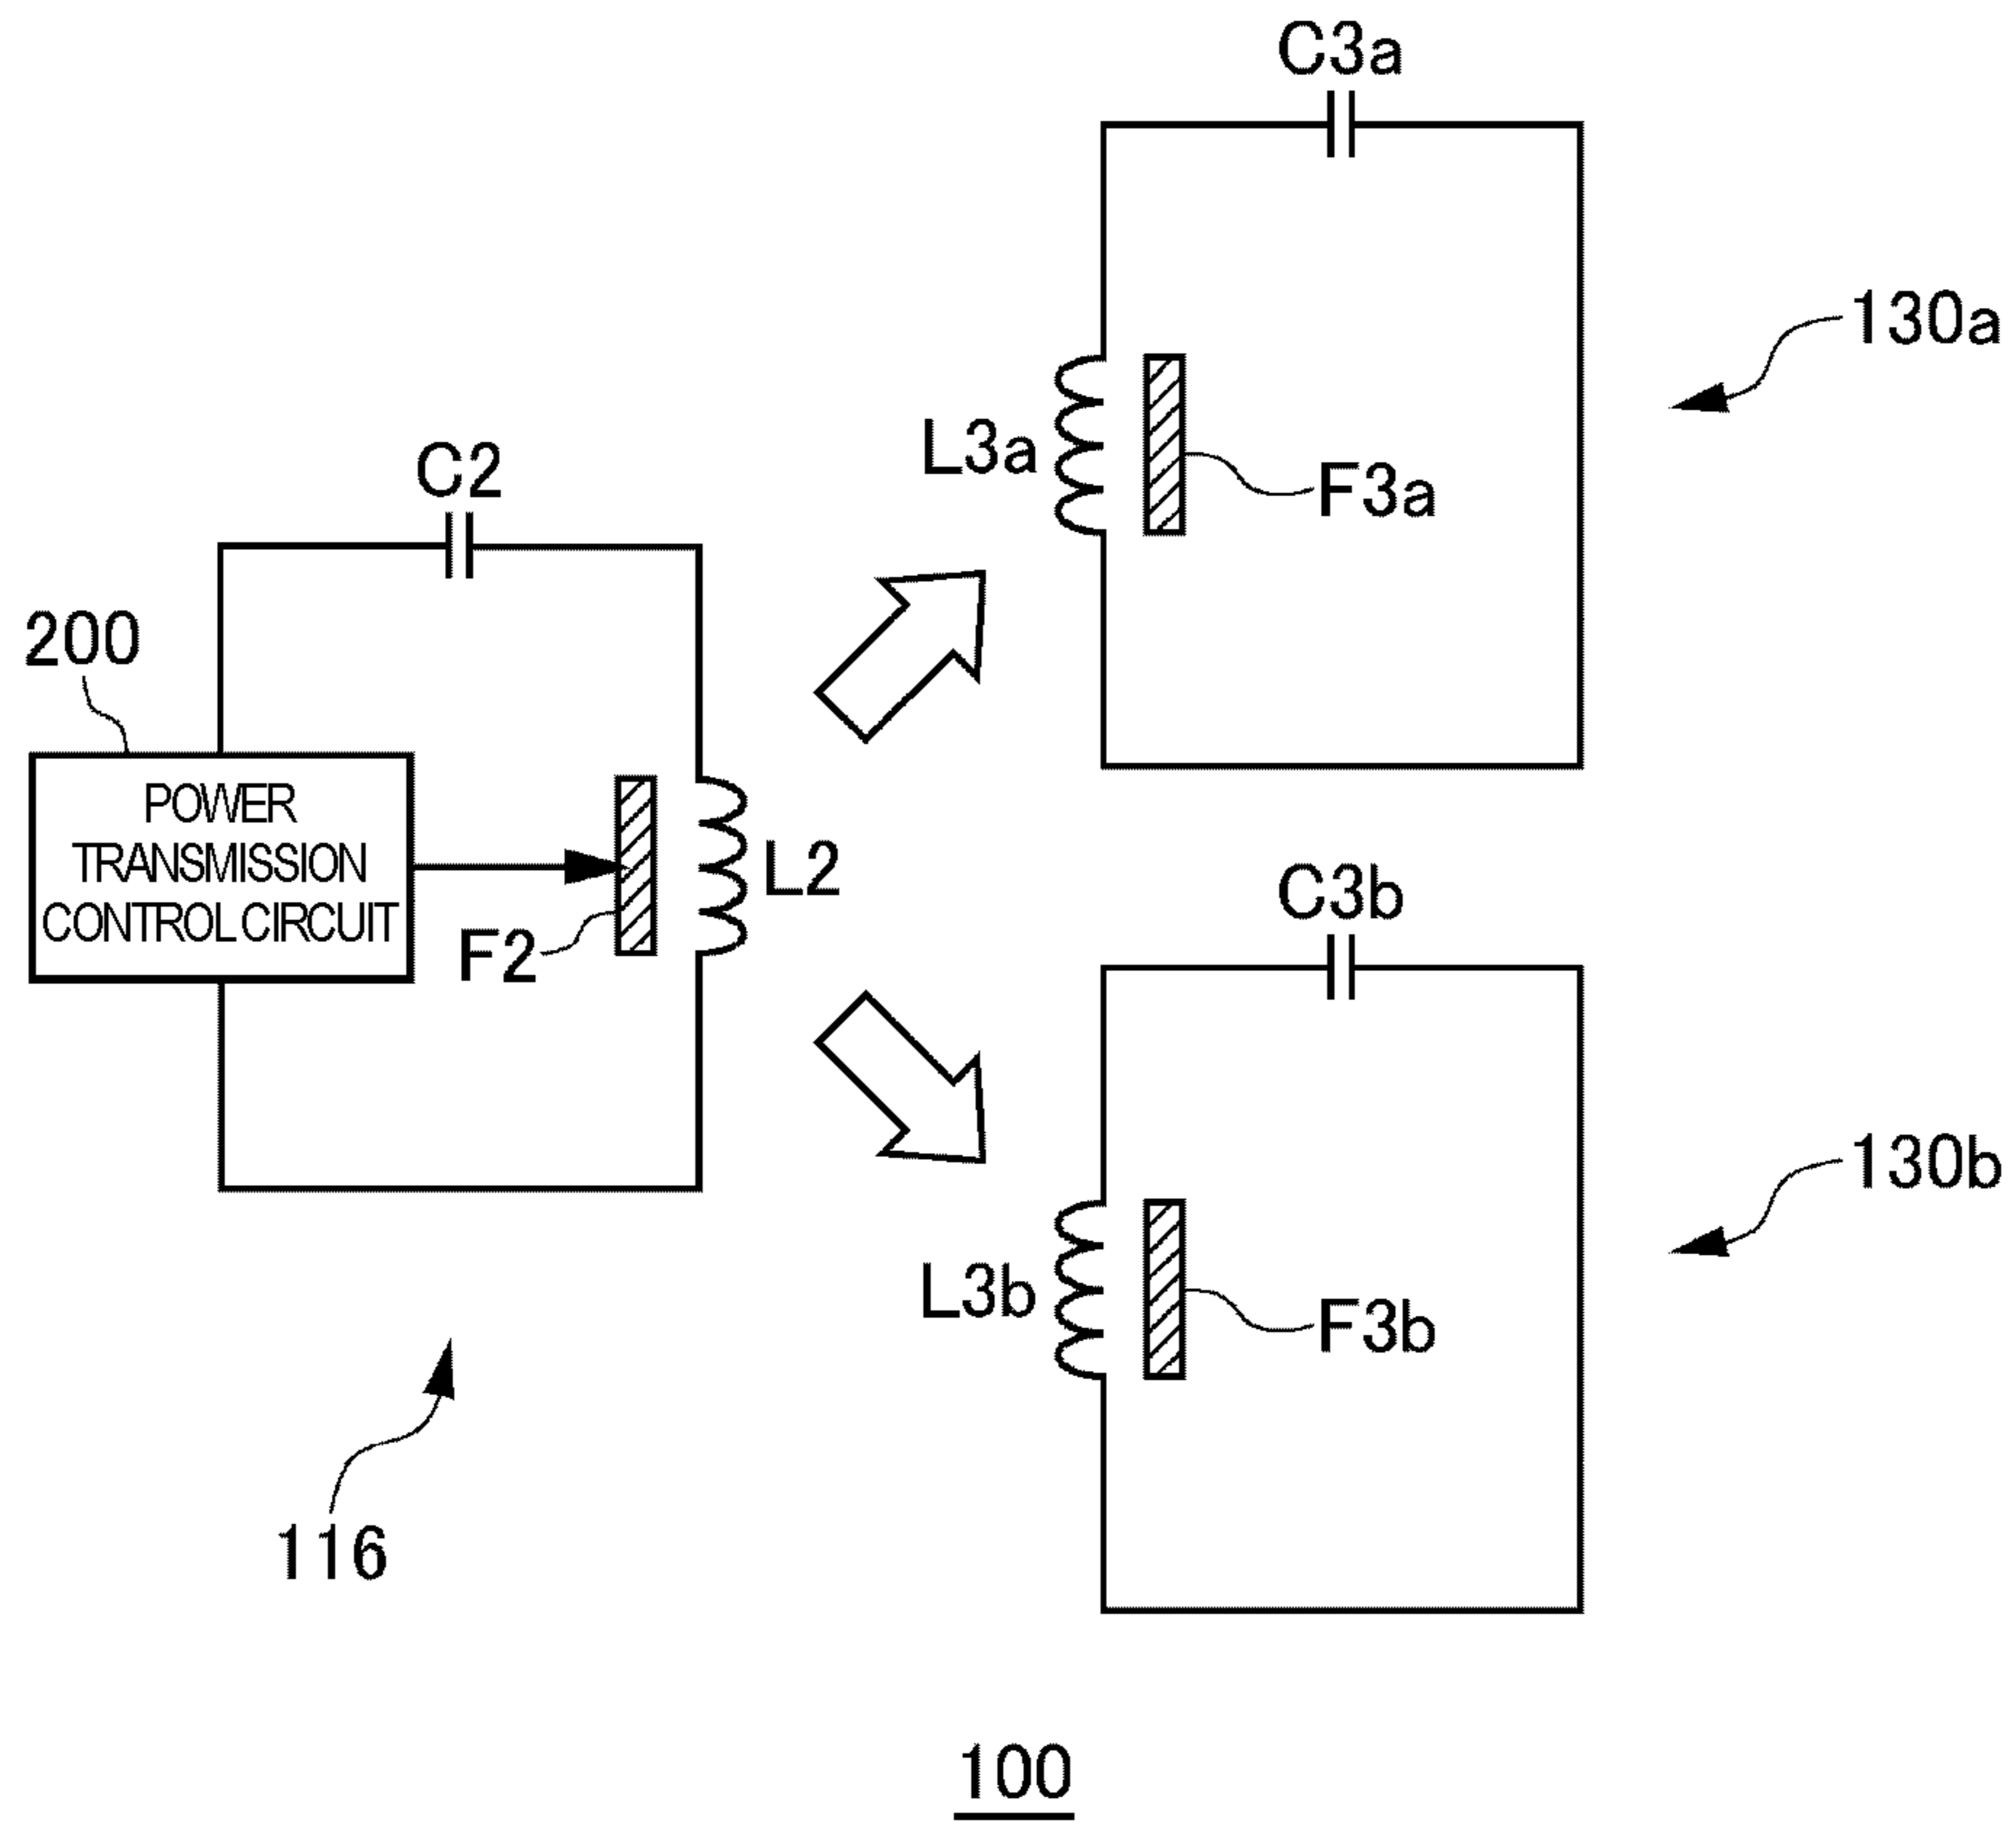 C3a
130a
L3a
F3a
C2
200
POWER
TRANSMISSION
CONTROL CIRCUIT
F2
L2
C3b
130b
L3b
F3b
116
100